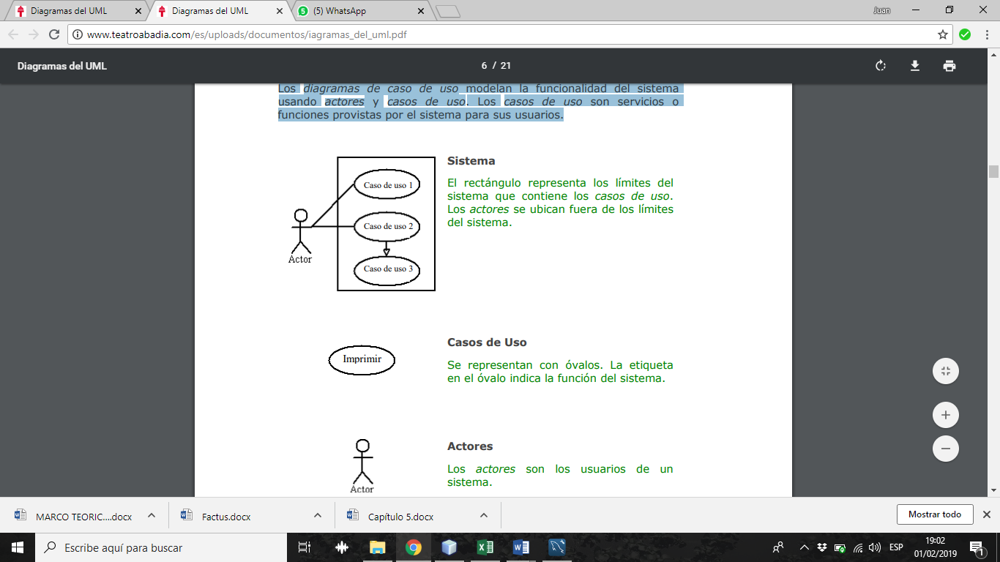 Diagramas del UML
Diagramas del UML
(5) WhatsApp
Juan
www.teatroabadia.com/es/uploads/documentos/iagramas_del_uml.pdf
Diagramas del UML
6 / 21
Los diagramas de caso de uso modelan la funcionalidad del sistema
usando actores y casos de uso. Los casos de uso son servicios o
funciones provistas por el sistema para sus usuarios.
Caso de uso 1
Caso de uso 2
Caso de uso 3
Actor
Sistema
El rectángulo representa los límites del
sistema que contiene los casos de uso.
Los actores se ubican fuera de los límites
del sistema.
Imprimir
Casos de Uso
Se representan con óvalos. La etiqueta
en el óvalo indica la función del sistema.
Actor
Actores
Los actores son los usuarios de un
sistema.
MARCO TEORIC....docx
Factus.docx
Capítulo 5.docx
Mostrar todo
Escribe aquí para buscar
ESP
19:02
01/02/2019
1